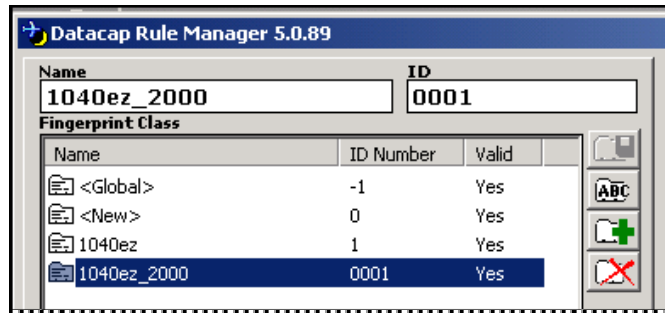 Datacap Rule Manager 5.0.89
Name ID
1040ez_2000 0001
Fingerprint Class
Name ID Number Valid
<Global> -1 Yes
ABC
<New> 0 Yes
1040ez 1 Yes
1040ez_2000 0001 Yes